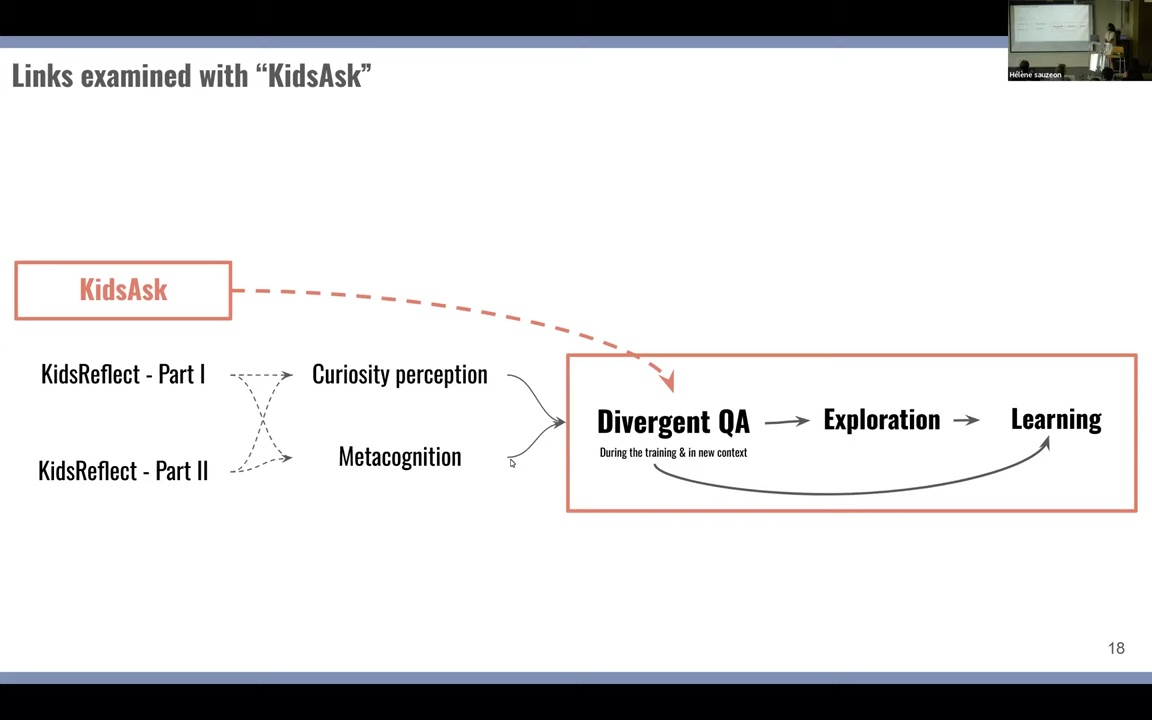 Hélène sauzeon
Links examined with “KidsAsk”
KidsAsk
KidsReflect - Part I
Curiosity perception
KidsReflect - Part II
Metacognition
Divergent QA
During the training & in new context
Exploration
Learning
18